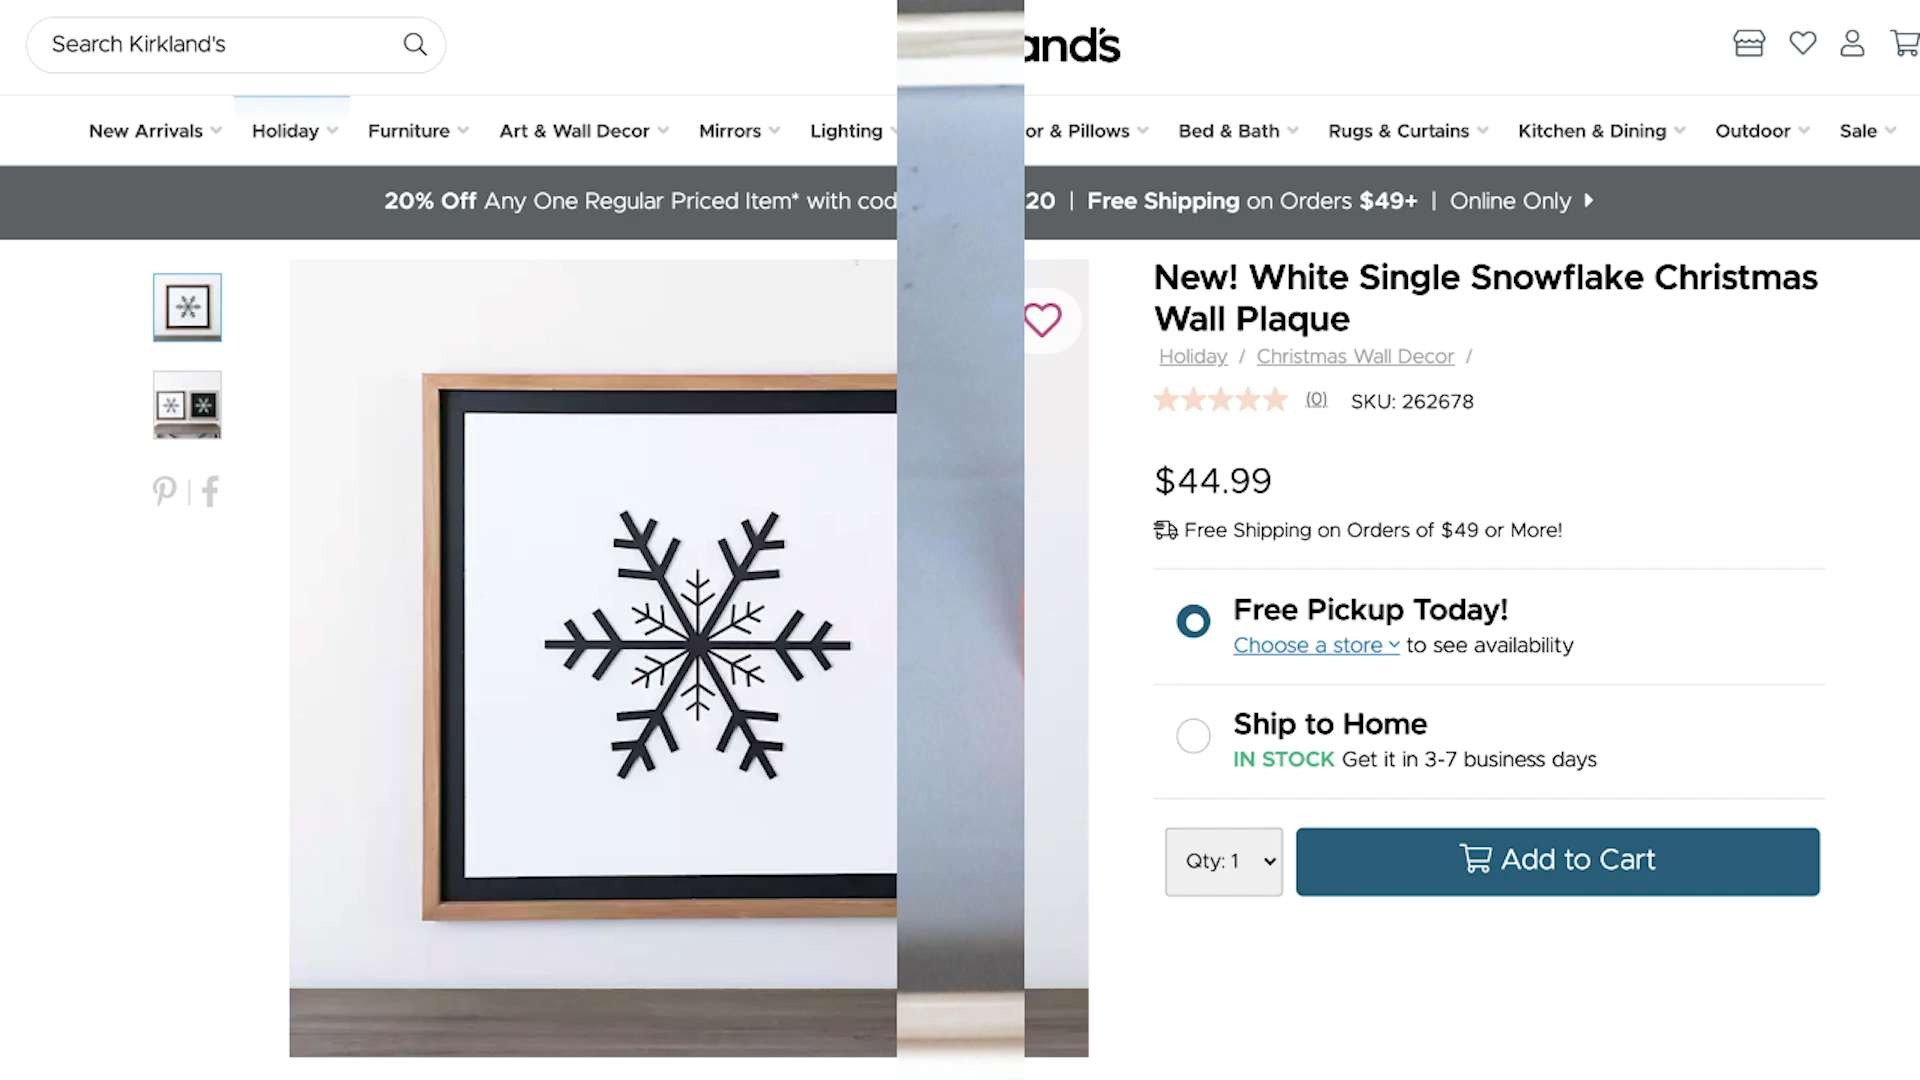 Search Kirkland's
and's
New Arrivals Holiday Furniture Art & Wall Decor Mirrors Lighting or & Pillows Bed & Bath Rugs & Curtains Kitchen & Dining Outdoor Sale
20% Off Any One Regular Priced Item* with cod 20 | Free Shipping on Orders $49+ | Online Only
New! White Single Snowflake Christmas
Wall Plaque
Holiday / Christmas Wall Decor /
(0) SKU: 262678
$44.99
Free Shipping on Orders of $49 or More!
Free Pickup Today!
Choose a store to see availability
Ship to Home
IN STOCK Get it in 3-7 business days
Qty: 1
Add to Cart